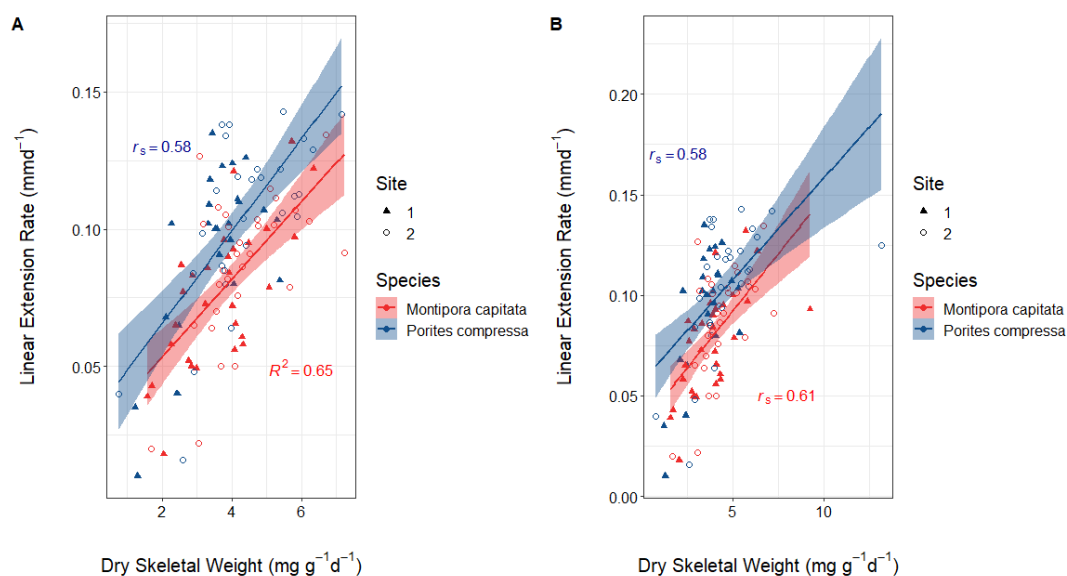 A
Linear Extension Rate (mmd⁻¹)
0.15
0.10
0.05
rₛ = 0.58
R² = 0.65
2 4 6
Dry Skeletal Weight (mg g⁻¹d⁻¹)
Site
1
2
Species
Montipora capitata
Porites compressa
B
Linear Extension Rate (mmd⁻¹)
0.20
0.15
0.10
0.05
0.00
rₛ = 0.58
rₛ = 0.61
5 10
Dry Skeletal Weight (mg g⁻¹d⁻¹)
Site
1
2
Species
Montipora capitata
Porites compressa